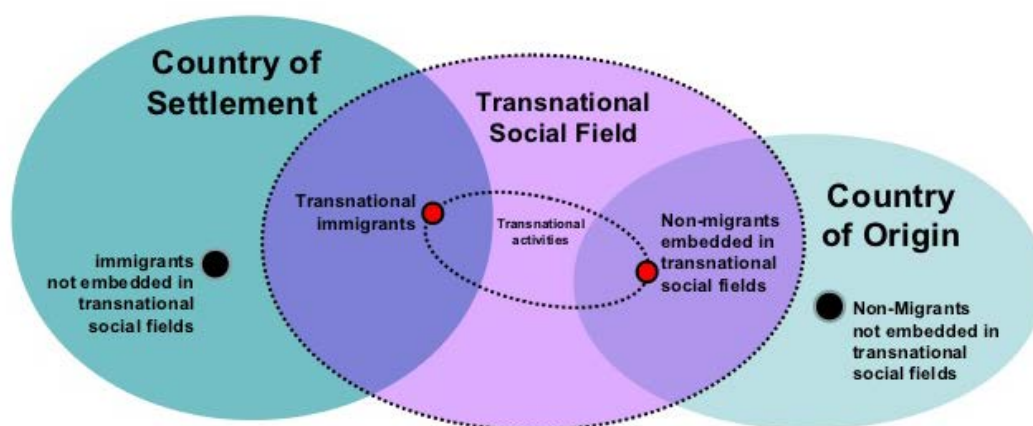 Country of
Settlement
Transnational
Social Field
Country
of Origin
Transnational
immigrants
Transnational
activities
Non-migrants
embedded in
transnational
social fields
immigrants
not embedded in
transnational
social fields
Non-Migrants
not embedded in
transnational
social fields